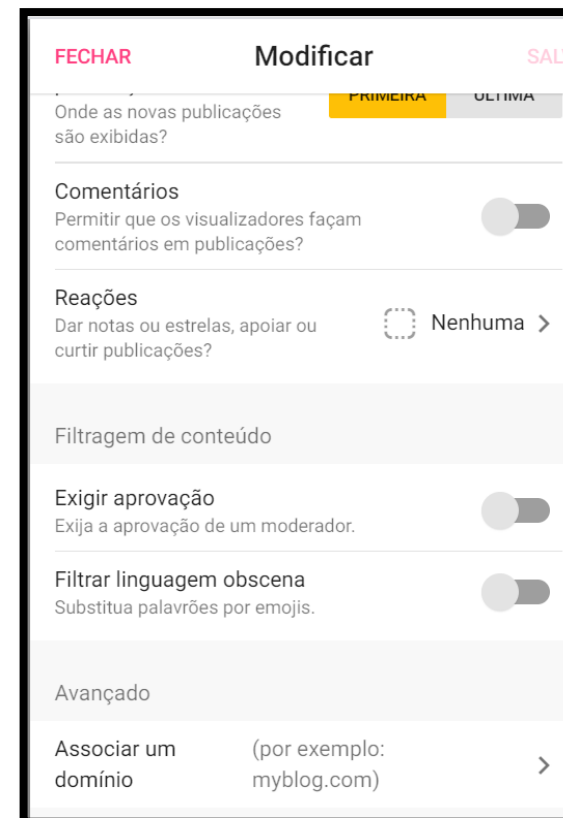 FECHAR Modificar SAL
PRIMEIRA ÚLTIMA
Onde as novas publicações
são exibidas?
Comentários
Permitir que os visualizadores façam
comentários em publicações?
Reações
Dar notas ou estrelas, apoiar ou
curtir publicações?
Nenhuma
Filtragem de conteúdo
Exigir aprovação
Exija a aprovação de um moderador.
Filtrar linguagem obscena
Substitua palavrões por emojis.
Avançado
Associar um
domínio
(por exemplo:
myblog.com)